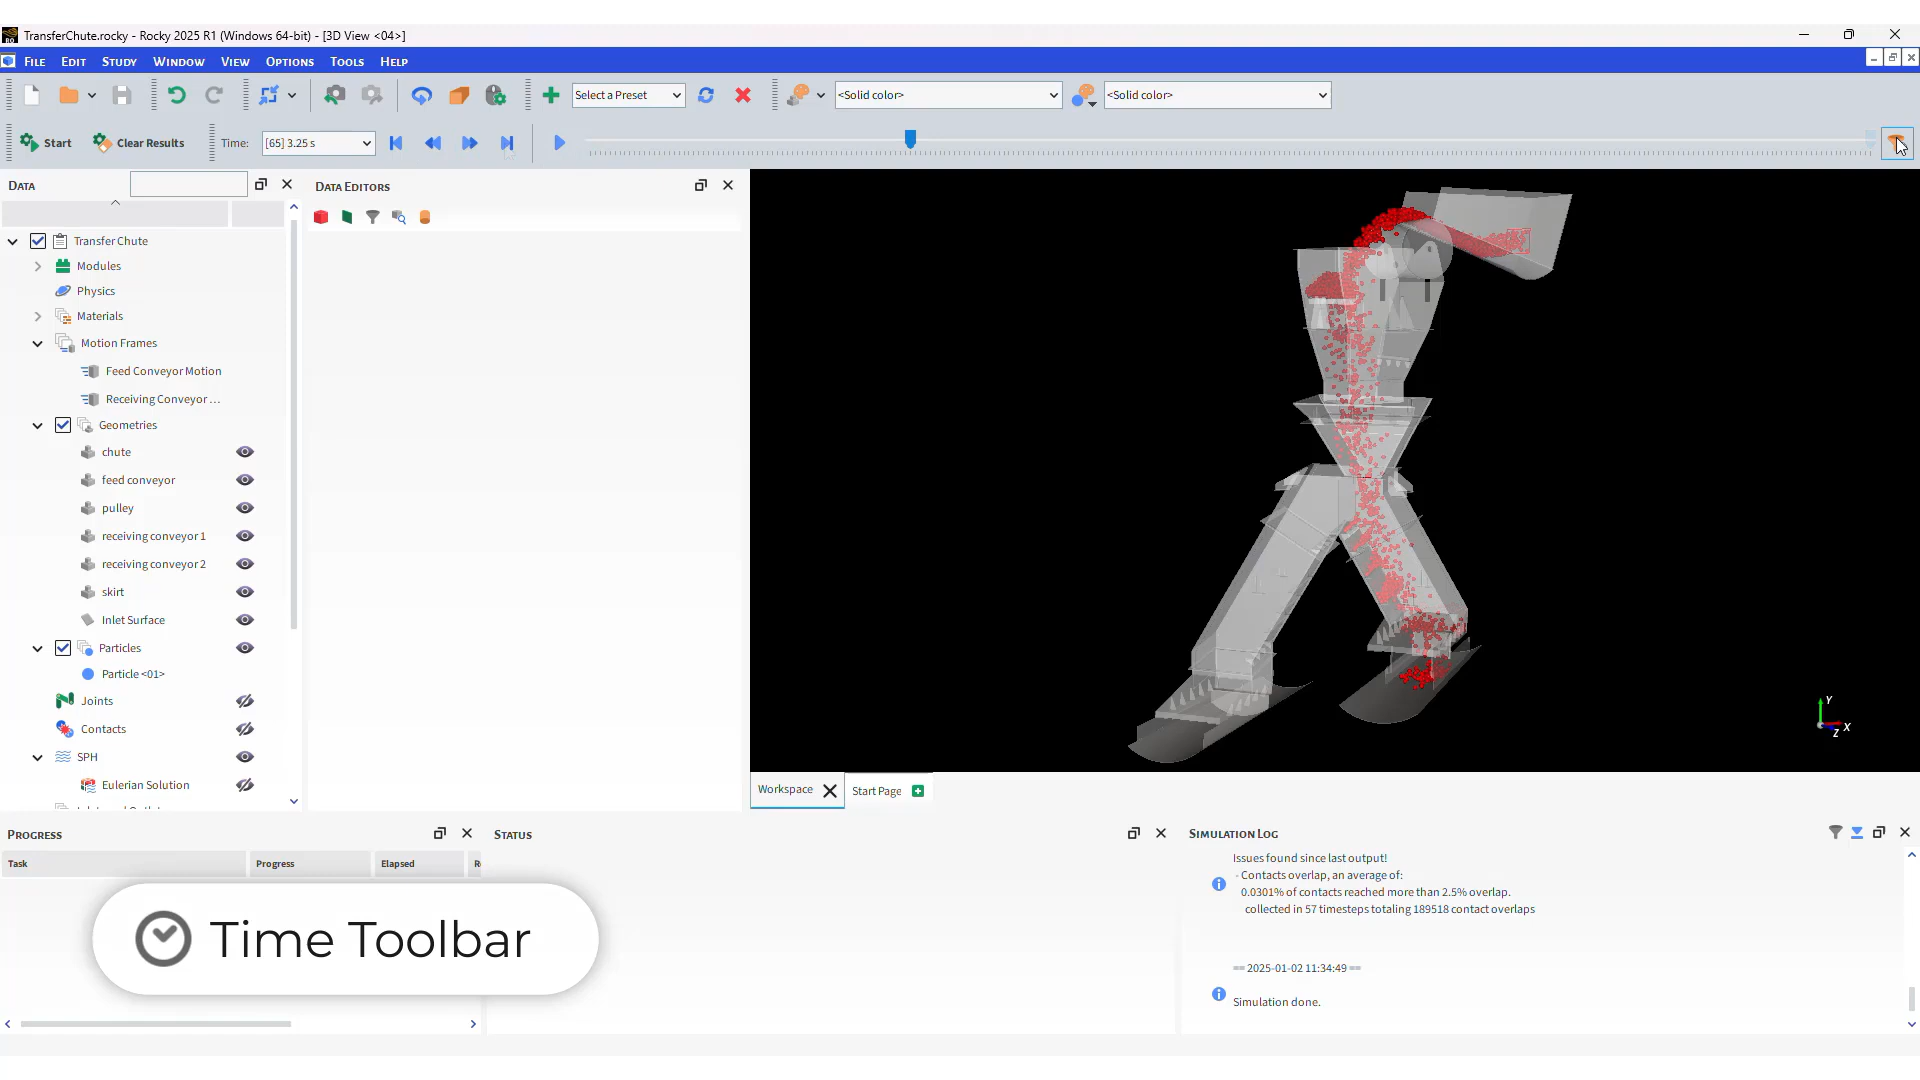 TransferChute.rocky - Rocky 2025 R1 (Windows 64-bit) - [3D View <04>]
FILE EDIT STUDY WINDOW VIEW OPTIONS TOOLS HELP
Select a Preset <Solid color> <Solid color>
Start Clear Results Time: [65] 3.25 s
DATA
DATA EDITORS
Transfer Chute
Modules
Physics
Materials
Motion Frames
Feed Conveyor Motion
Receiving Conveyor ...
Geometries
chute
feed conveyor
pulley
receiving conveyor 1
receiving conveyor 2
skirt
Inlet Surface
Particles
Particle <01>
Joints
Contacts
SPH
Eulerian Solution
Y
X
Z
Workspace Start Page
PROGRESS
Task Progress Elapsed
STATUS
SIMULATION LOG
Issues found since last output!
- Contacts overlap, an average of:
0.0301% of contacts reached more than 2.5% overlap.
collected in 57 timesteps totaling 189518 contact overlaps
== 2025-01-02 11:34:49 ==
Simulation done.
Time Toolbar